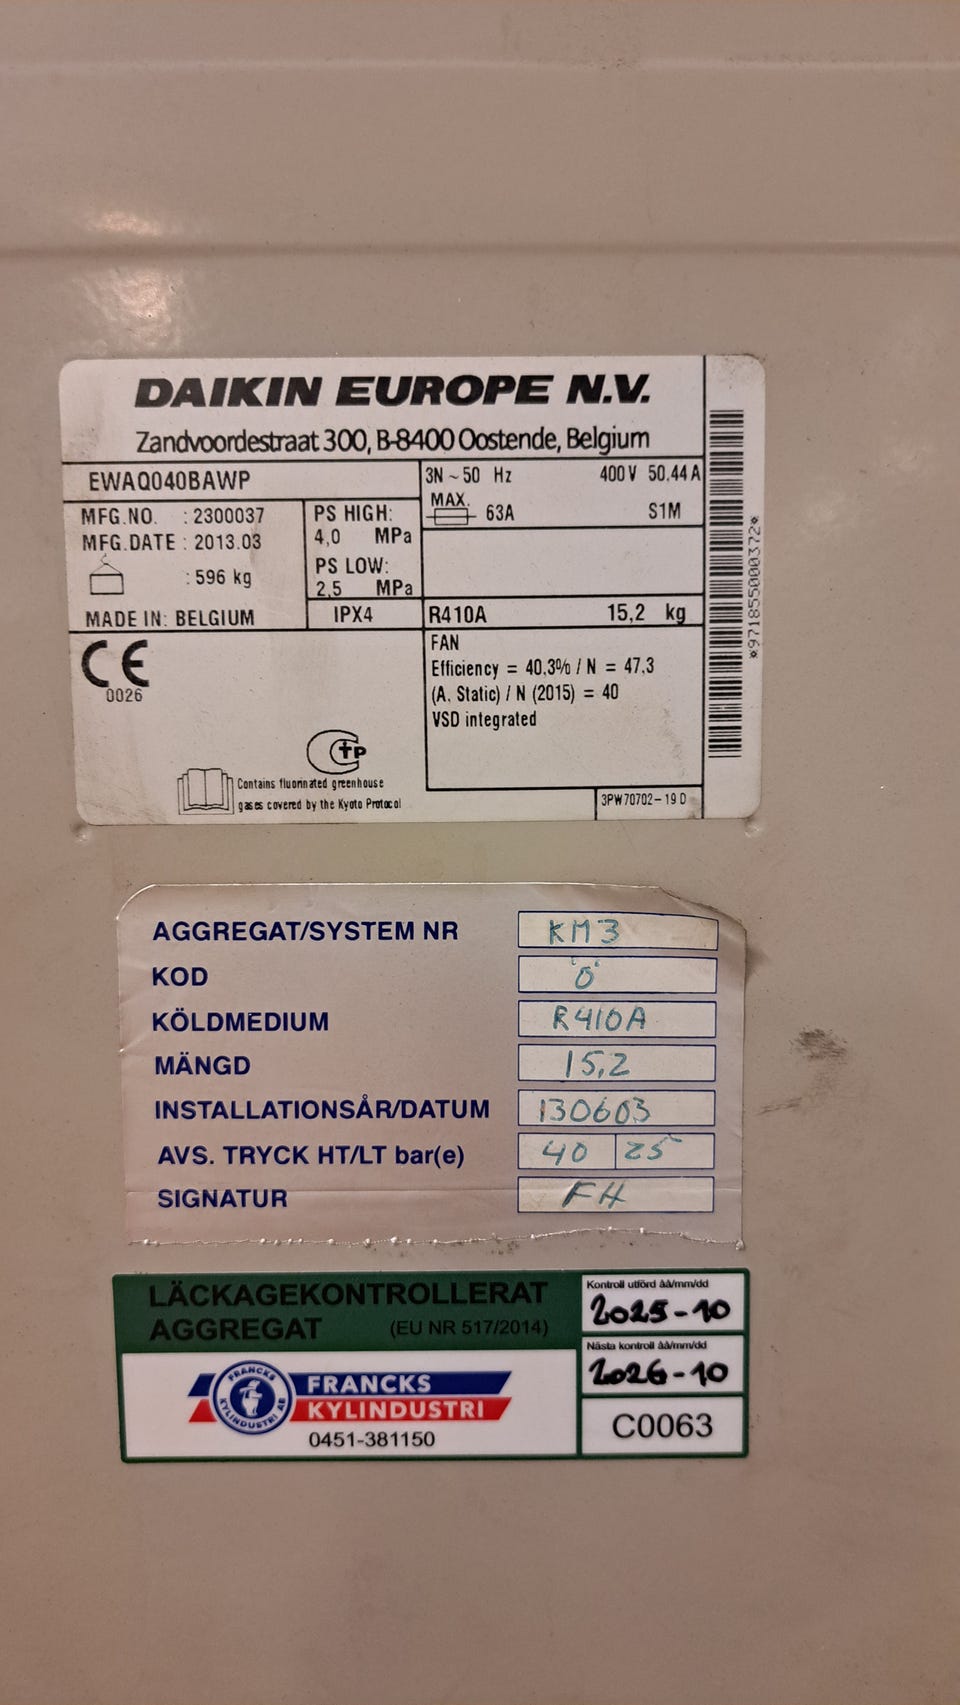 DAIKIN EUROPE N.V.
Zandvoordestraat 300, B-8400 Oostende, Belgium
EWAQ040BAWP
3N ~ 50 Hz 400 V 50,44 A
MAX. 63A S1M
MFG.NO. : 2300037
MFG.DATE : 2013.03
: 596 kg
PS HIGH:
4,0 MPa
PS LOW:
2,5 MPa
MADE IN: BELGIUM
IPX4
R410A 15,2 kg
CE
0026
FAN
Efficiency = 40,3% / N = 47,3
(A, Static) / N (2015) = 40
VSD integrated
CTP
Contains fluorinated greenhouse
gases covered by the Kyoto Protocol
3PW70702-19 D
*971855000372*
AGGREGAT/SYSTEM NR KM3
KOD Ö
KÖLDMEDIUM R410A
MÄNGD 15,2
INSTALLATIONSÅR/DATUM 130603
AVS. TRYCK HT/LT bar(e) 40 25
SIGNATUR FH
LÄCKAGEKONTROLLERAT
AGGREGAT (EU NR 517/2014)
Kontroll utförd åå/mm/dd
2025-10
Nästa kontroll åå/mm/dd
2026-10
C0063
FRANCKS
KYLINDUSTRI AB
FRANCKS
KYLINDUSTRI
0451-381150